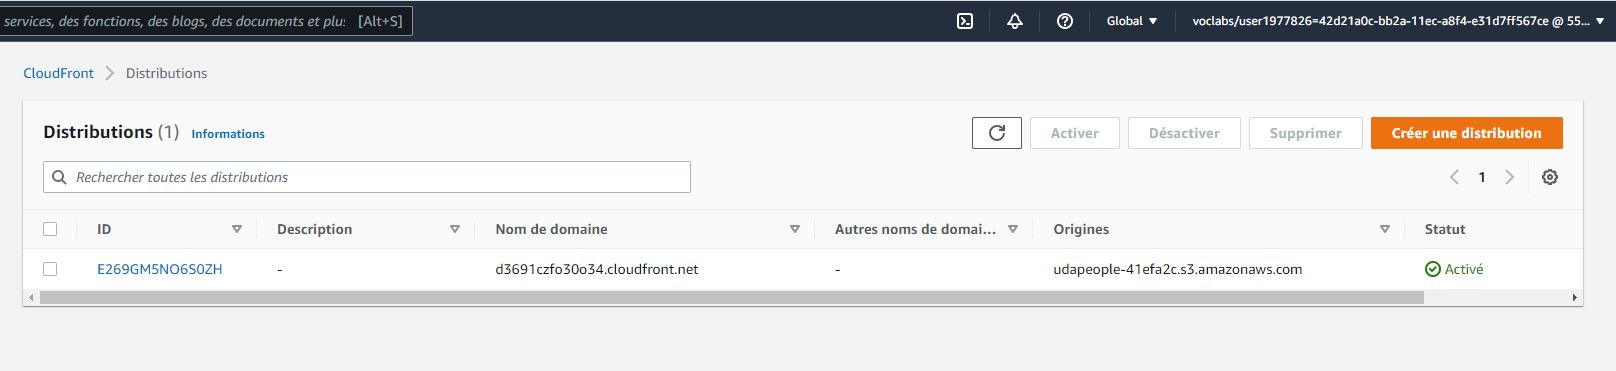 services, des fonctions, des blogs, des documents et plu: [Alt+S] Global voclabs/user1977826=42d21a0c-bb2a-11ec-a8f4-e31d7ff567ce @ 55...
CloudFront Distributions
Distributions (1) Informations Activer Désactiver Supprimer Créer une distribution
Rechercher toutes les distributions 1
ID Description Nom de domaine Autres noms de domai... Origines Statut
E269GM5NO6S0ZH - d3691czfo30o34.cloudfront.net - udapeople-41efa2c.s3.amazonaws.com Activé